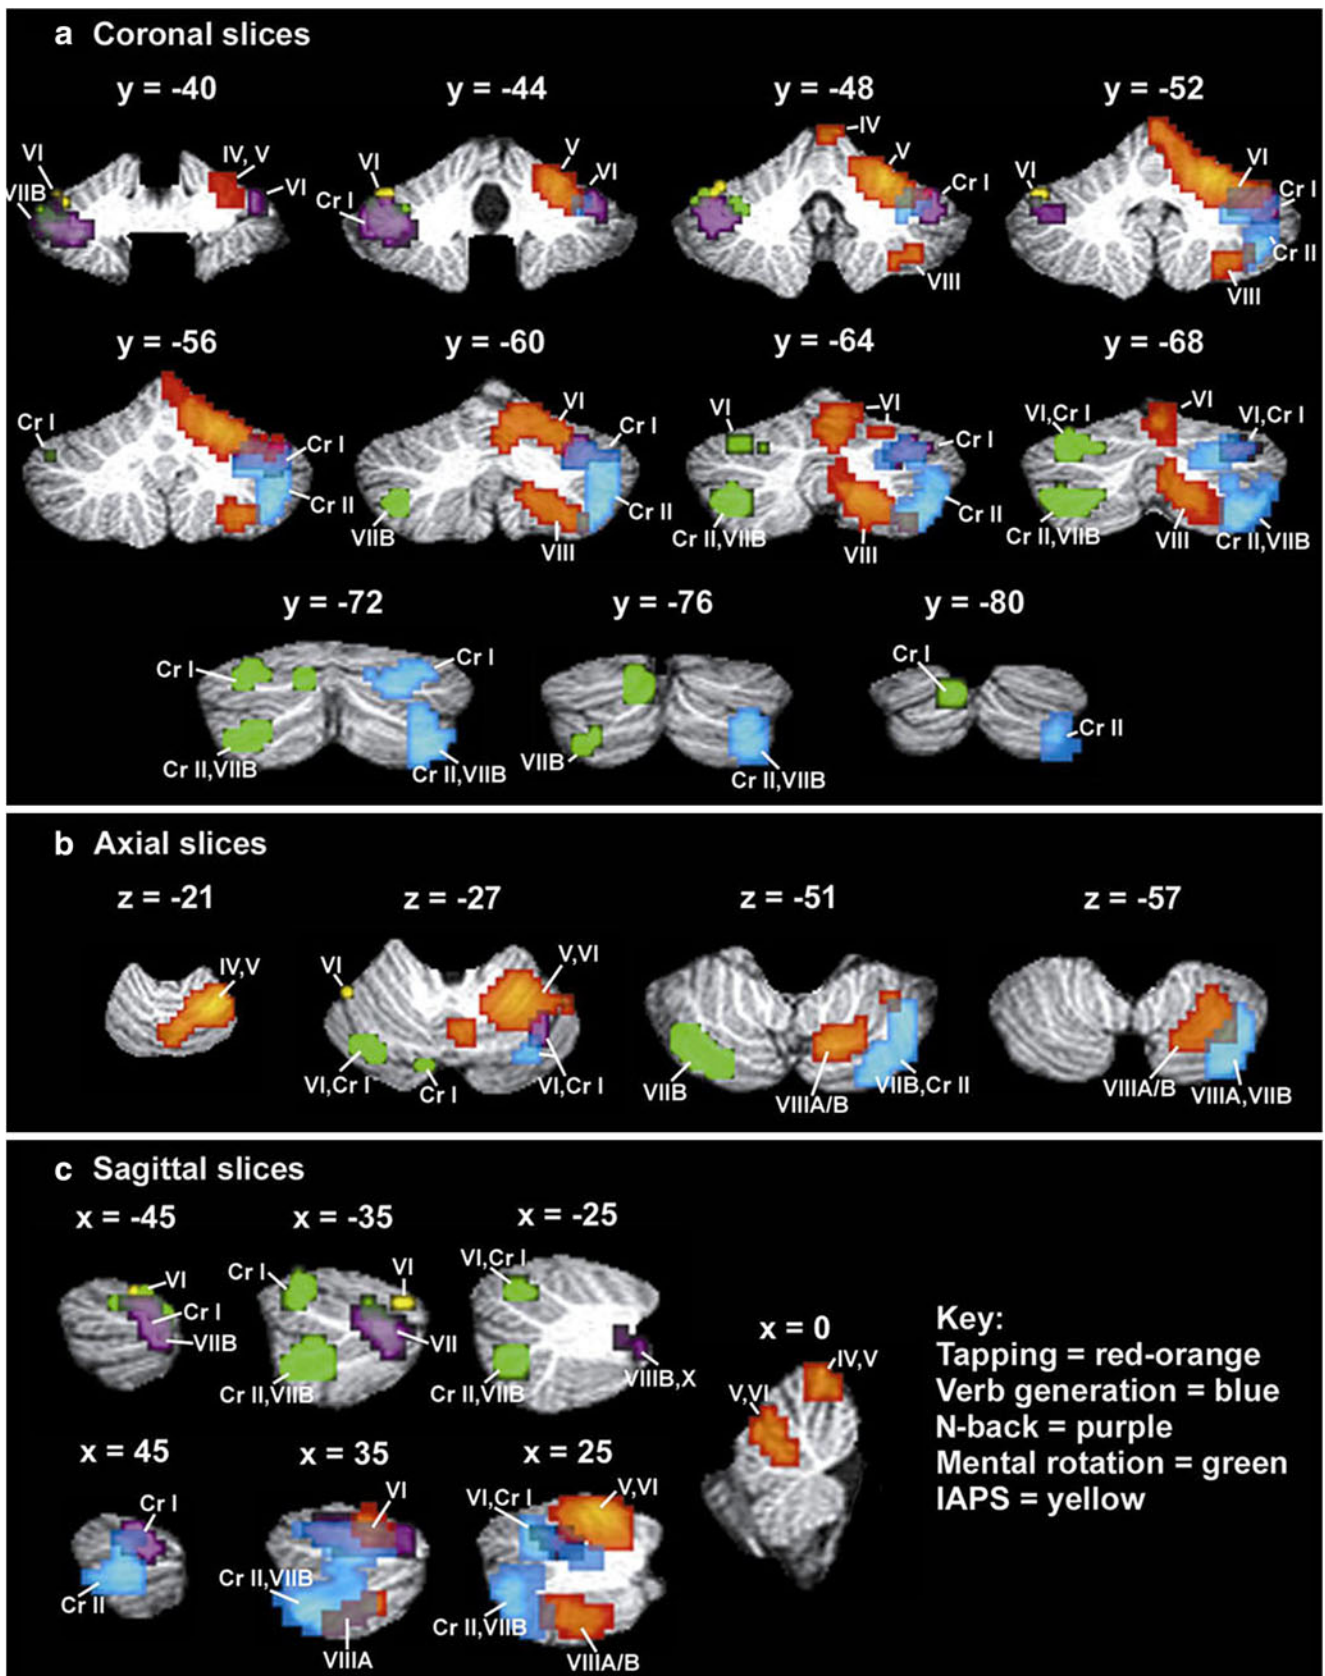 a Coronal slices
y = -40
y = -44
y = -48
y = -52
VI
VIIB
IV, V
VI
VI
Cr I
V
VI
IV
V
Cr I
VIII
VI
VI
Cr I
Cr II
VIII
y = -56
y = -60
y = -64
y = -68
Cr I
Cr I
Cr II
VI
Cr I
Cr II
VIIB
VIII
VI
VI
Cr I
Cr II
Cr II,VIIB
VIII
VI,Cr I
VI
VI,Cr I
Cr II,VIIB
VIII
Cr II,VIIB
y = -72
y = -76
y = -80
Cr I
Cr I
Cr II,VIIB
Cr II,VIIB
VIIB
Cr II,VIIB
Cr I
Cr II
b Axial slices
z = -21
z = -27
z = -51
z = -57
IV,V
VI
V,VI
VI,Cr I
Cr I
VI,Cr I
VIIB
VIIIA/B
VIIB,Cr II
VIIIA/B
VIIIA,VIIB
c Sagittal slices
x = -45
x = -35
x = -25
VI
Cr I
VIIB
Cr I
VI
VII
Cr II,VIIB
VI,Cr I
VIIIB,X
Cr II,VIIB
x = 0
IV,V
V,VI
x = 45
x = 35
x = 25
Cr I
Cr II
VI
Cr II,VIIB
VIIIA
VI,Cr I
V,VI
Cr II,VIIB
VIIIA/B
Key:
Tapping = red-orange
Verb generation = blue
N-back = purple
Mental rotation = green
IAPS = yellow